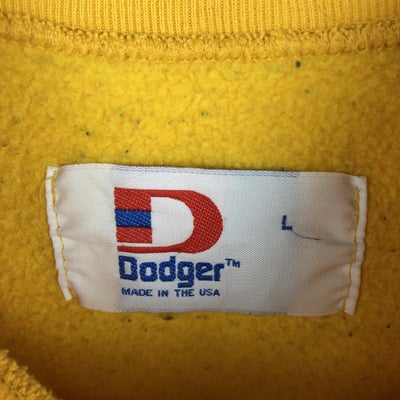 D
L
Dodger™
MADE IN THE USA